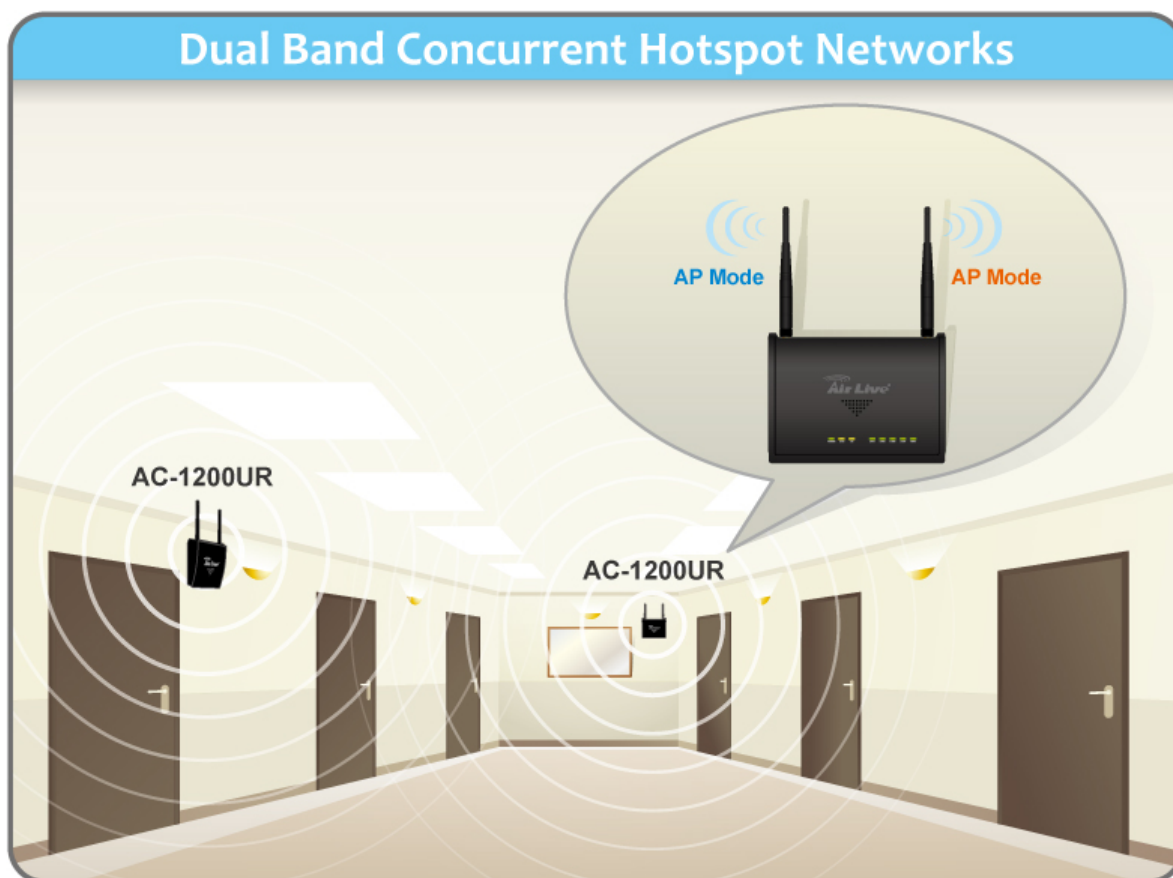 Dual Band Concurrent Hotspot Networks
AP Mode
AP Mode
Air Live
AC-1200UR
AC-1200UR